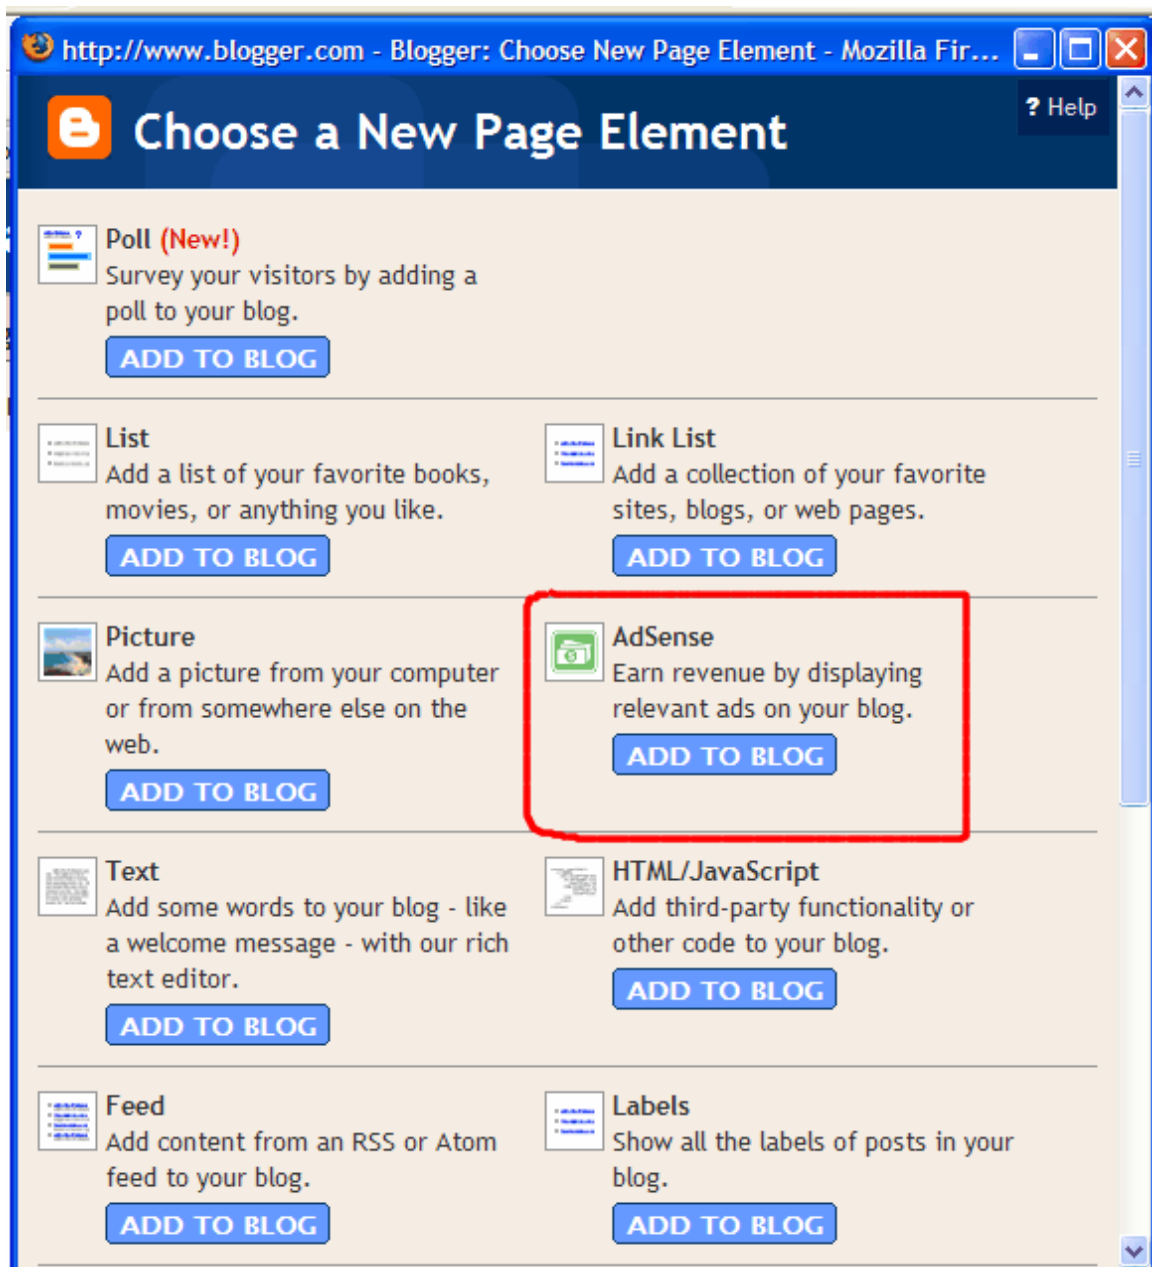 http://www.blogger.com - Blogger: Choose New Page Element - Mozilla Fir...
Choose a New Page Element
? Help
Poll (New!)
Survey your visitors by adding a
poll to your blog.
ADD TO BLOG
List
Add a list of your favorite books,
movies, or anything you like.
ADD TO BLOG
Link List
Add a collection of your favorite
sites, blogs, or web pages.
ADD TO BLOG
Picture
Add a picture from your computer
or from somewhere else on the
web.
ADD TO BLOG
AdSense
Earn revenue by displaying
relevant ads on your blog.
ADD TO BLOG
Text
Add some words to your blog - like
a welcome message - with our rich
text editor.
ADD TO BLOG
HTML/JavaScript
Add third-party functionality or
other code to your blog.
ADD TO BLOG
Feed
Add content from an RSS or Atom
feed to your blog.
ADD TO BLOG
Labels
Show all the labels of posts in your
blog.
ADD TO BLOG